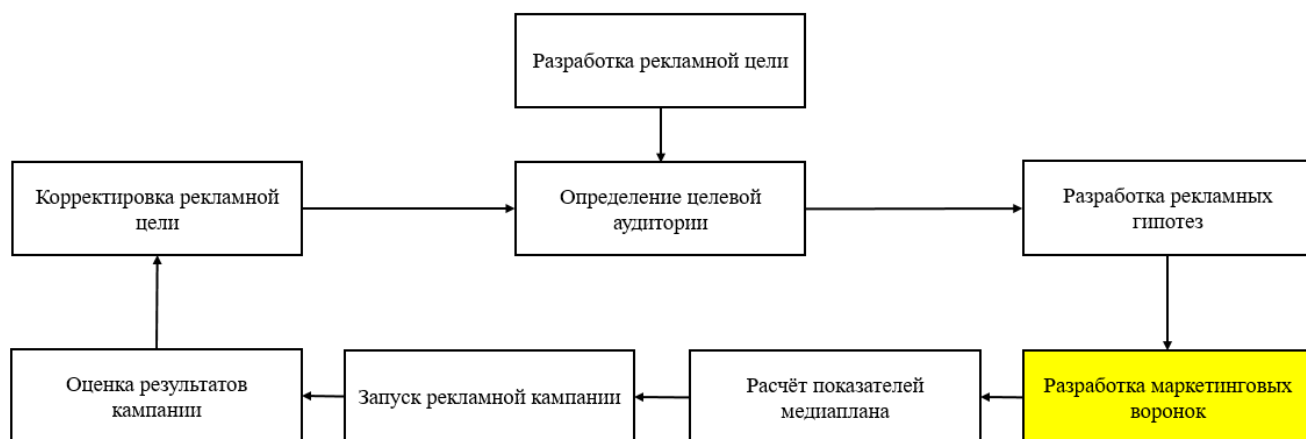 Разработка рекламной цели
Корректировка рекламной
цели
Определение целевой
аудитории
Разработка рекламных
гипотез
Оценка результатов
кампании
Запуск рекламной кампании
Расчёт показателей
медиаплана
Разработка маркетинговых
воронок